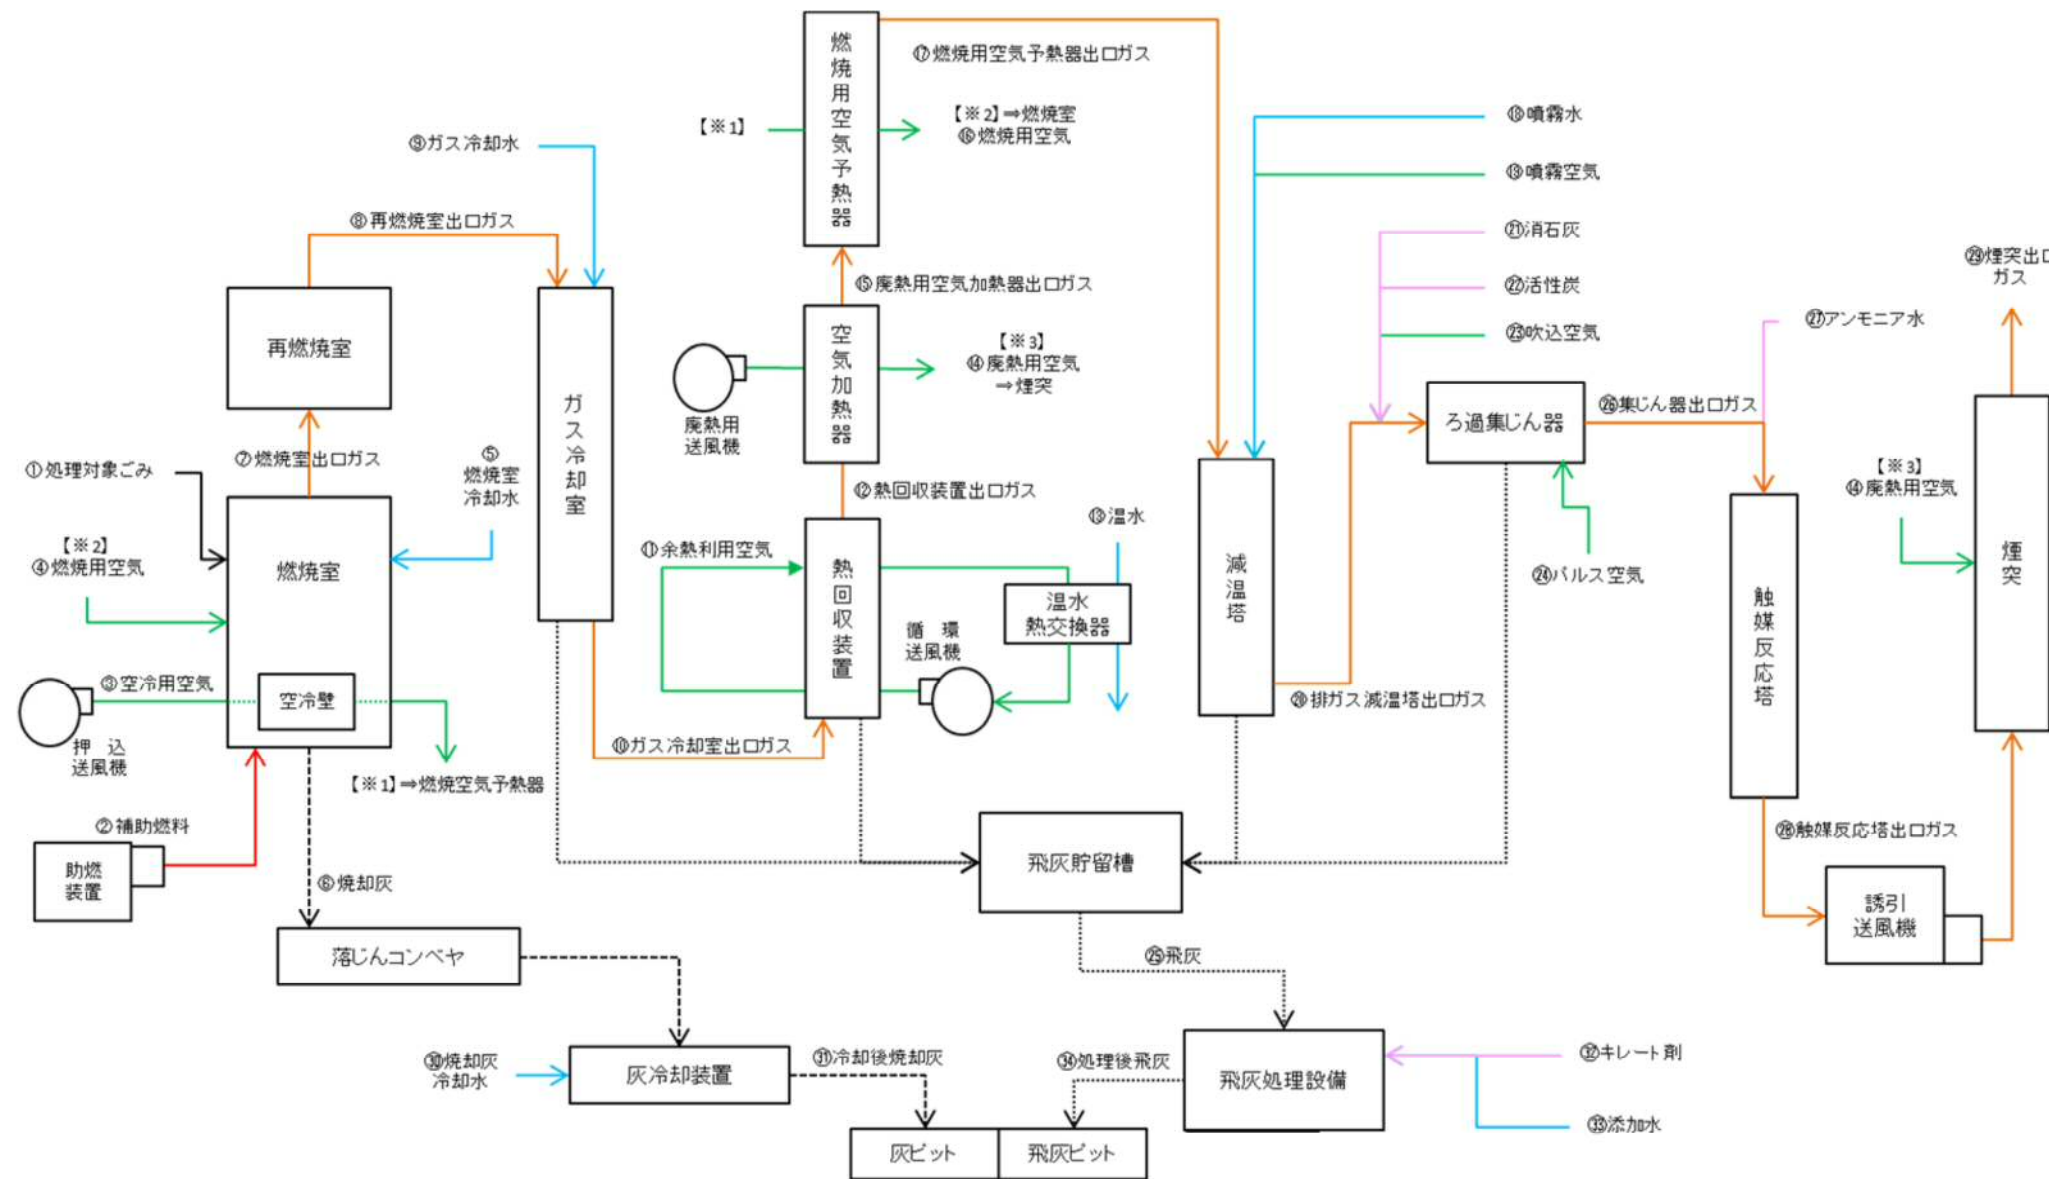 燃焼用空気予熱器
⑰燃焼用空気予熱器出口ガス
【※1】
【※2】⇒燃焼室
⑯燃焼用空気
⑨ガス冷却水
⑱噴霧水
⑲噴霧空気
⑧再燃焼室出口ガス
㉑消石灰
㉙煙突出口
ガス
⑮廃熱用空気加熱器出口ガス
㉒活性炭
㉗アンモニア水
㉓吹込空気
再燃焼室
空気加熱器
【※3】
⑭廃熱用空気
⇒煙突
廃熱用
送風機
ガス冷却室
ろ過集じん器
㉖集じん器出口ガス
①処理対象ごみ
⑦燃焼室出口ガス
⑤
燃焼室
冷却水
⑫熱回収装置出口ガス
⑬温水
【※3】
⑭廃熱用空気
【※2】
④燃焼用空気
燃焼室
⑪余熱利用空気
熱回収装置
温水
熱交換器
循環
送風機
減温塔
㉔パルス空気
触媒反応塔
煙突
③空冷用空気
空冷壁
押込
送風機
⑳排ガス減温塔出口ガス
⑩ガス冷却室出口ガス
【※1】⇒燃焼空気予熱器
②補助燃料
助燃
装置
⑥焼却灰
飛灰貯留槽
㉘触媒反応塔出口ガス
誘引
送風機
落じんコンベヤ
㉕飛灰
㉚焼却灰
冷却水
灰冷却装置
㉛冷却後焼却灰
㉞処理後飛灰
飛灰処理設備
㉜キレート剤
㉝添加水
灰ピット
飛灰ピット